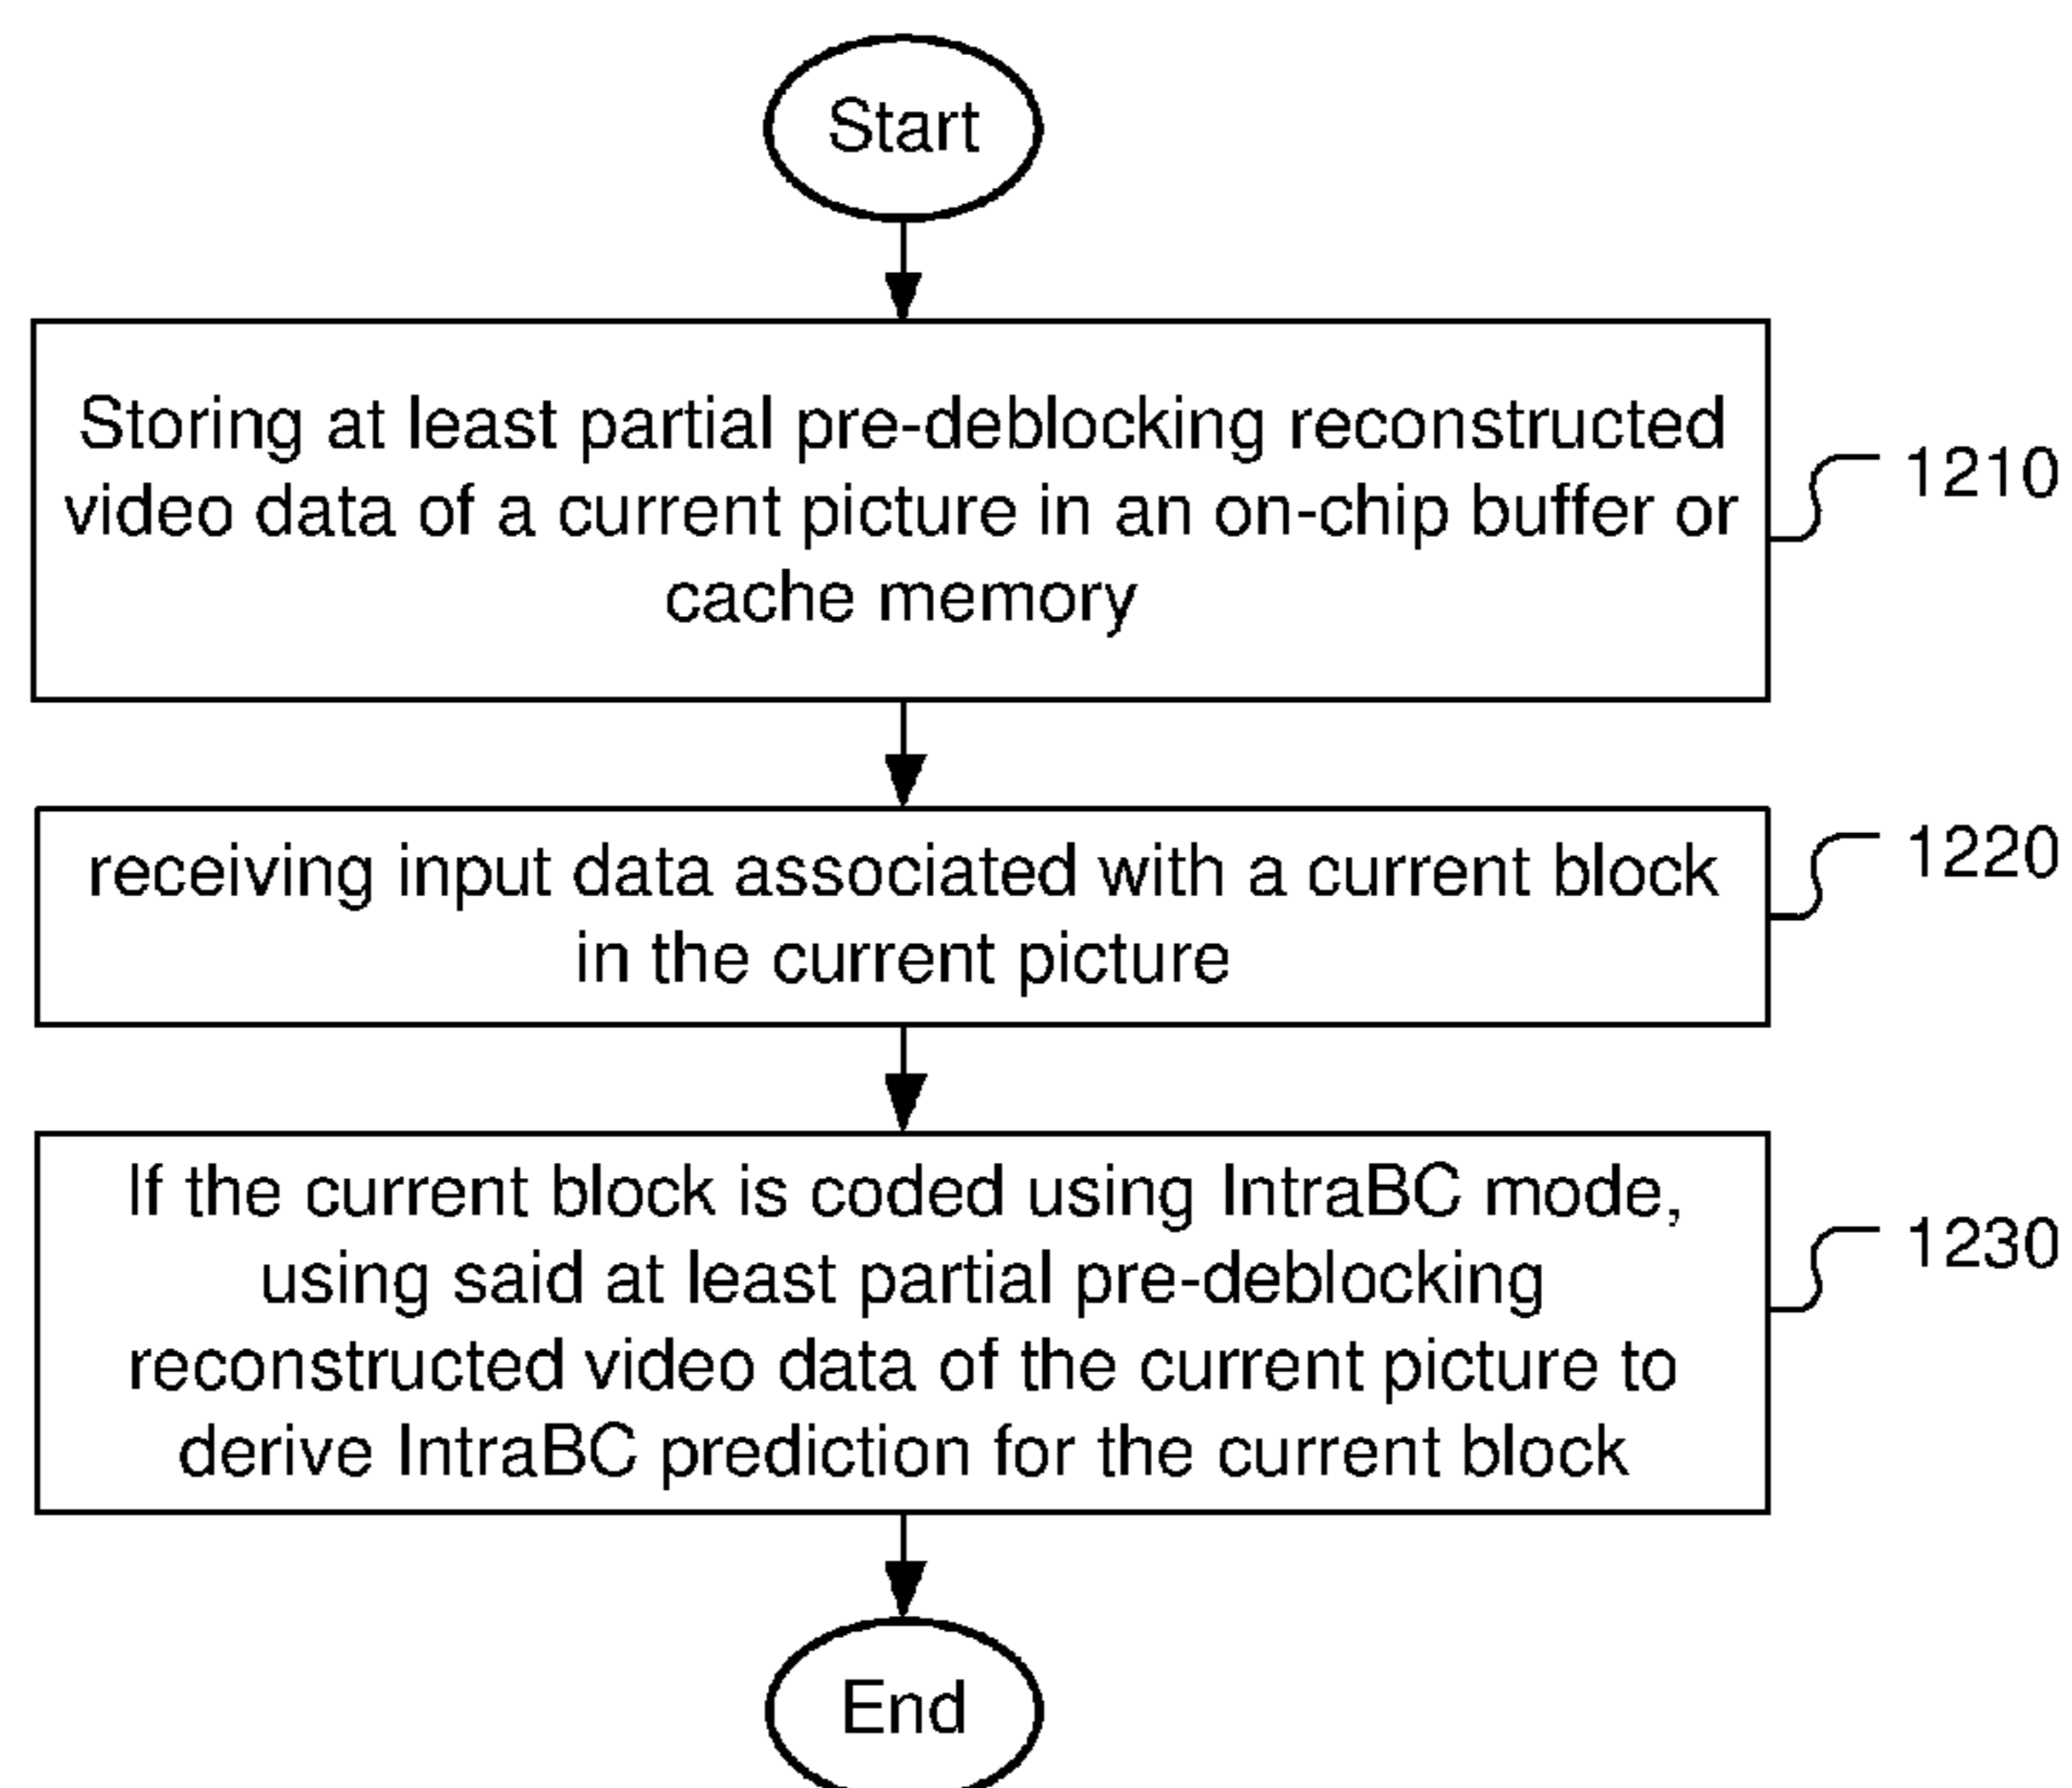 Start
Storing at least partial pre-deblocking reconstructed
video data of a current picture in an on-chip buffer or
cache memory
1210
receiving input data associated with a current block
in the current picture
1220
If the current block is coded using IntraBC mode,
using said at least partial pre-deblocking
reconstructed video data of the current picture to
derive IntraBC prediction for the current block
1230
End